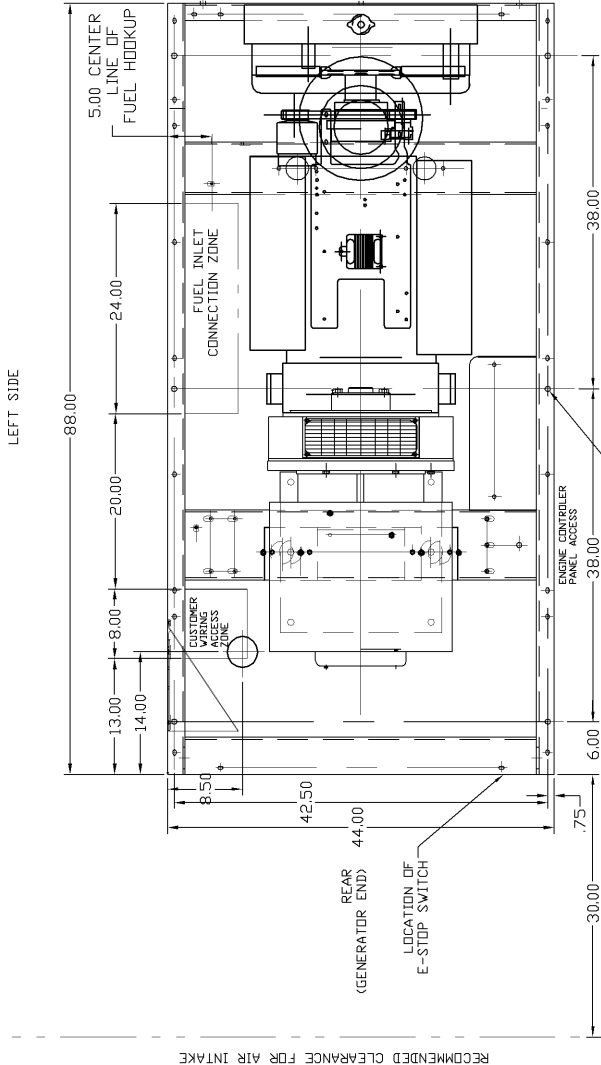 LEFT SIDE
88.00
5.00 CENTER
LINE OF
FUEL HOOKUP
24.00
20.00
8.00
13.00
14.00
FUEL INLET
CONNECTION ZONE
CUSTOMER
WIRING
ACCESS
ZONE
8.50
42.50
44.00
.75
REAR
(GENERATOR END)
LOCATION OF
E-STOP SWITCH
ENGINE CONTROLER
PANEL ACCESS
38.00
38.00
6.00
30.00
RECOMMENDED CLEARANCE FOR AIR INTAKE